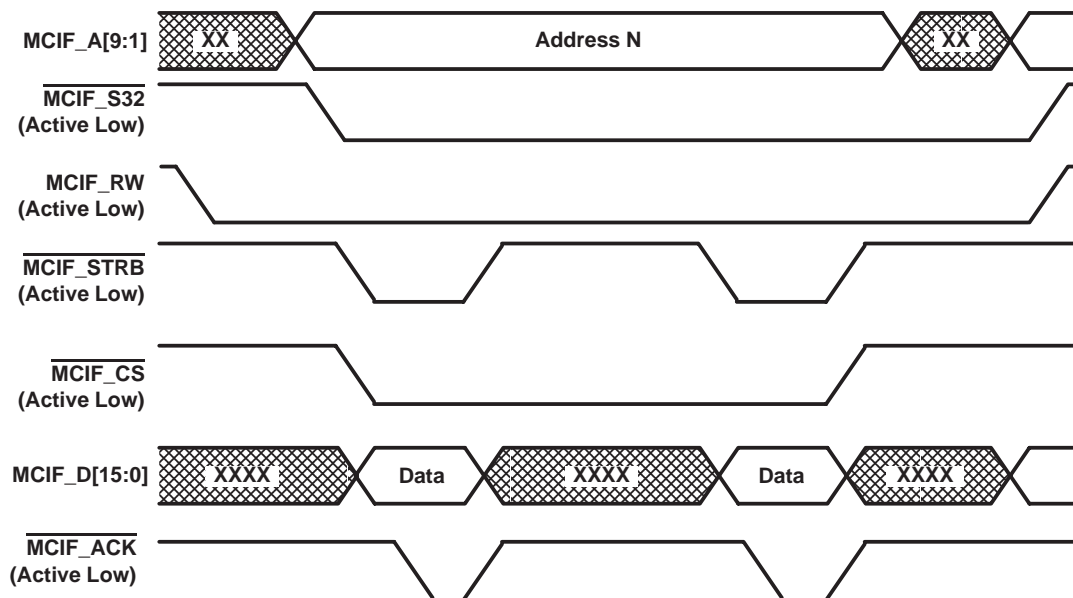 MCIF_A[9:1]
XX
Address N
XX
MCIF_S32
(Active Low)
MCIF_RW
(Active Low)
MCIF_STRB
(Active Low)
MCIF_CS
(Active Low)
MCIF_D[15:0]
XXXX
Data
XXXX
Data
XXXX
MCIF_ACK
(Active Low)